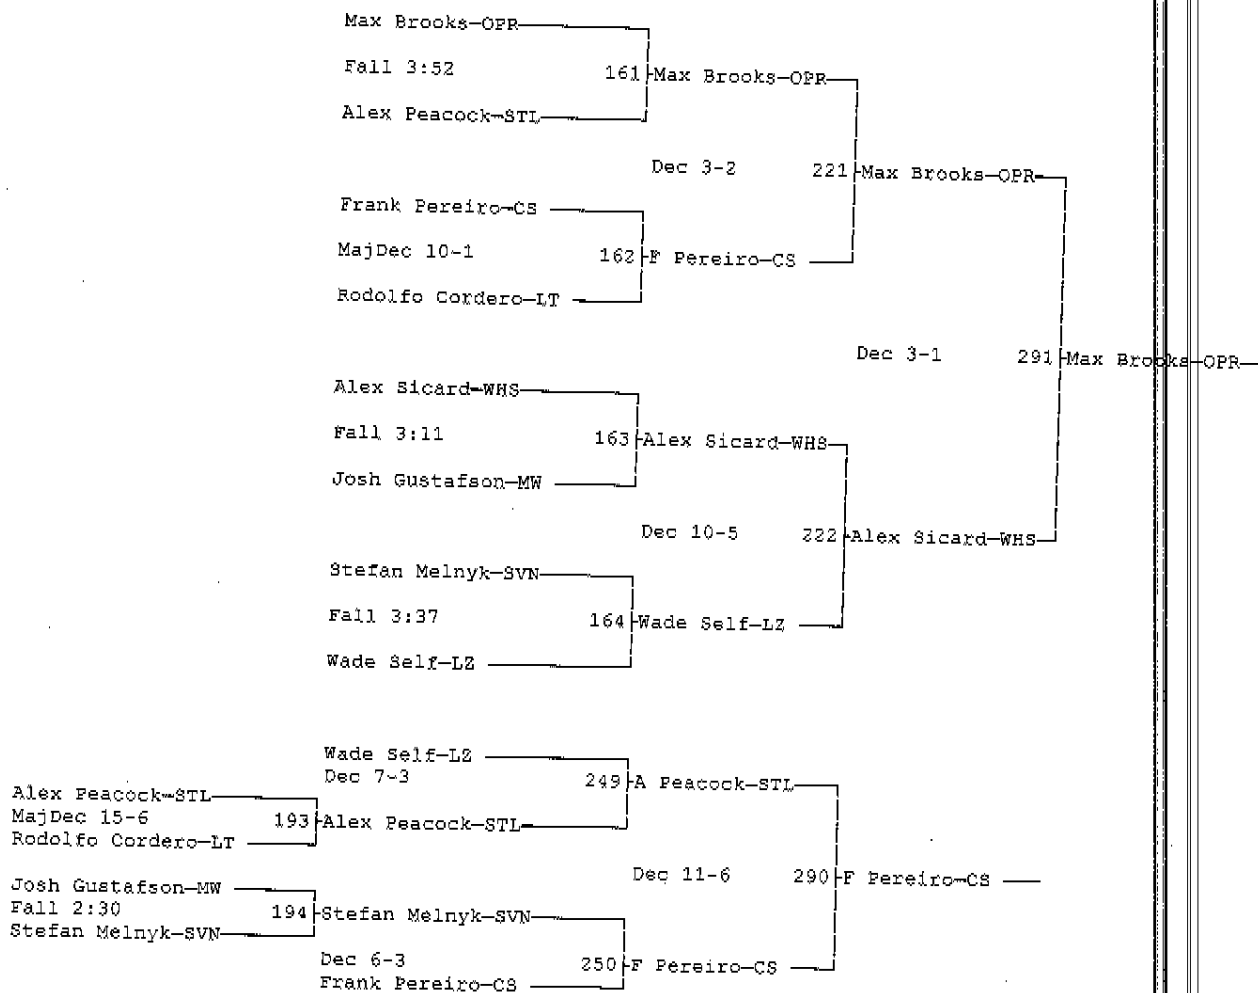 Max Brooks-OPR
Fall 3:52
161 Max Brooks-OPR
Alex Peacock-STL
Dec 3-2
221 Max Brooks-OPR
Frank Pereiro-CS
MajDec 10-1
162 F Pereiro-CS
Rodolfo Cordero-LT
Dec 3-1
291 Max Brooks-OPR
Alex Sicard-WHS
Fall 3:11
163 Alex Sicard-WHS
Josh Gustafson-MW
Dec 10-5
222 Alex Sicard-WHS
Stefan Melnyk-SVN
Fall 3:37
164 Wade Self-LZ
Wade Self-LZ
Wade Self-LZ
Dec 7-3
249 A Peacock-STL
Alex Peacock-STL
MajDec 15-6
193 Alex Peacock-STL
Rodolfo Cordero-LT
Dec 11-6
290 F Pereiro-CS
Josh Gustafson-MW
Fall 2:30
194 Stefan Melnyk-SVN
Stefan Melnyk-SVN
Dec 6-3
250 F Pereiro-CS
Frank Pereiro-CS